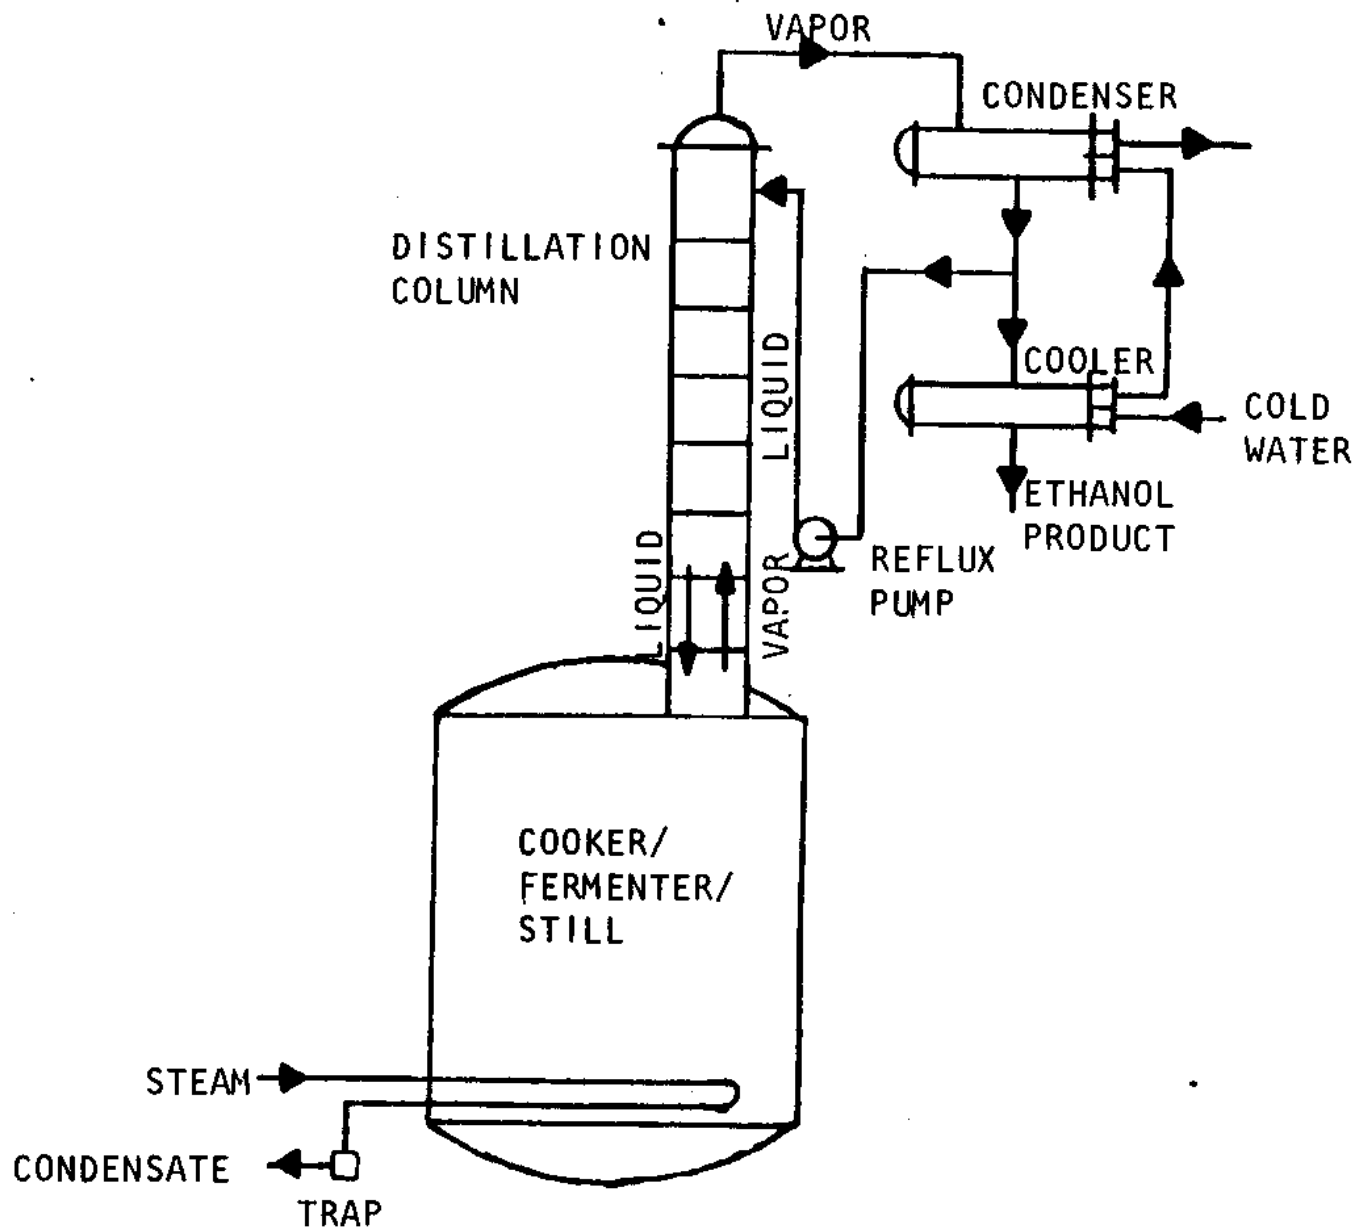 VAPOR
CONDENSER
DISTILLATION
COLUMN
LIQUID
COOLER
COLD
WATER
ETHANOL
PRODUCT
LIQUID
VAPOR
REFLUX
PUMP
COOKER/
FERMENTER/
STILL
STEAM
CONDENSATE
TRAP